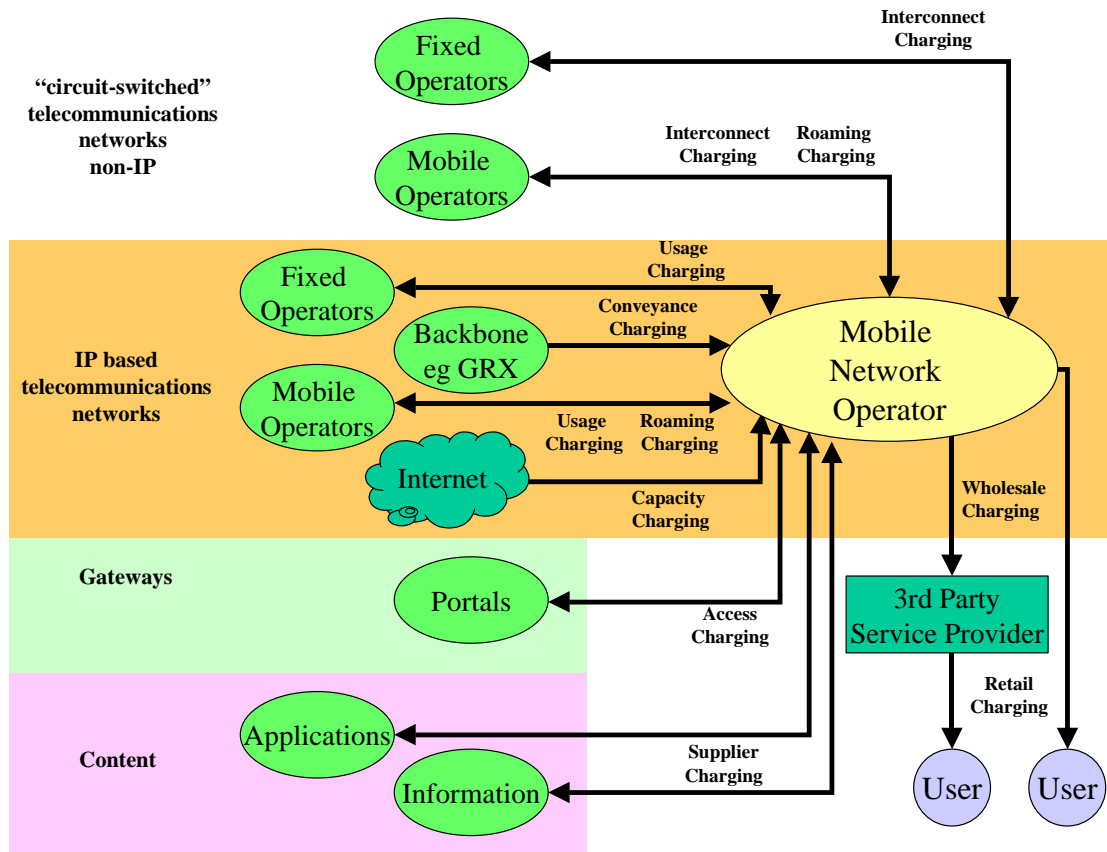 Interconnect
Charging
Fixed
Operators
“circuit-switched”
telecommunications
networks
non-IP
Interconnect
Charging
Roaming
Charging
Mobile
Operators
Usage
Charging
Fixed
Operators
Conveyance
Charging
Backbone
eg GRX
Mobile
Network
Operator
IP based
telecommunications
networks
Mobile
Operators
Usage
Charging
Roaming
Charging
Internet
Capacity
Charging
Wholesale
Charging
Gateways
Portals
Access
Charging
3rd Party
Service Provider
Retail
Charging
Content
Applications
Supplier
Charging
Information
User
User